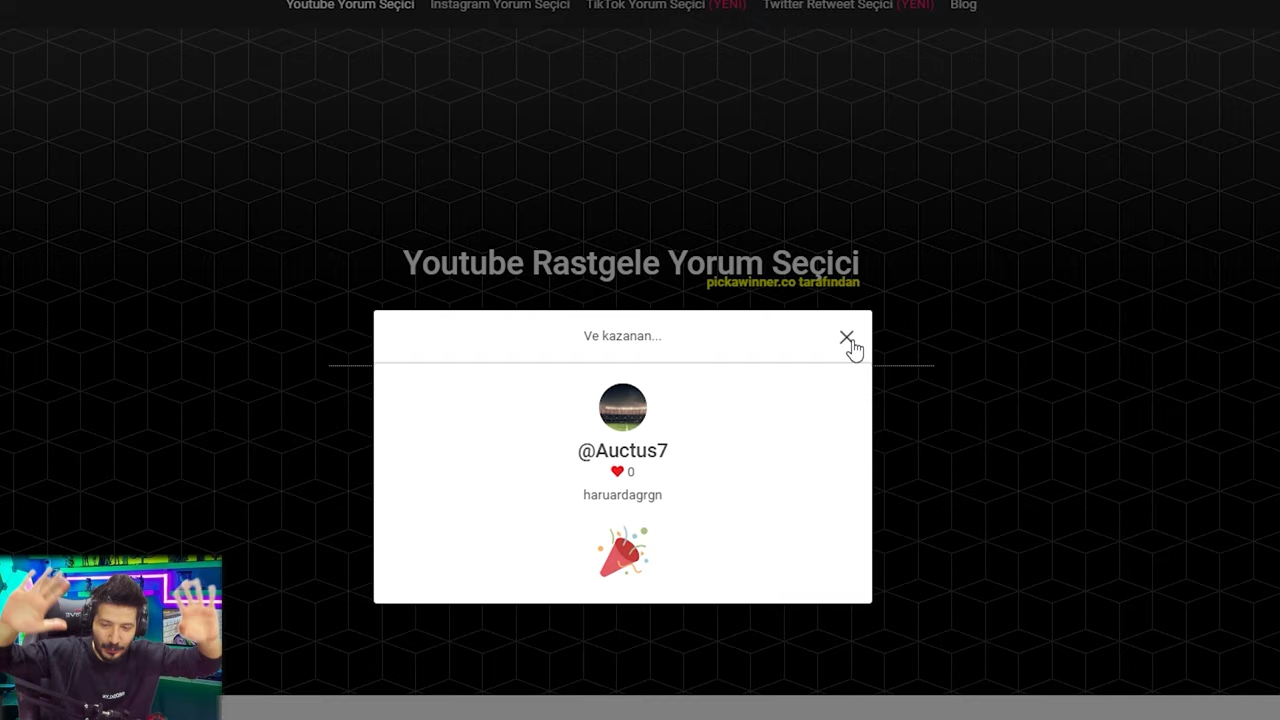 Youtube Yorum Seçici Instagram Yorum Seçici TikTok Yorum Seçici (YENİ) Twitter Retweet Seçici (YENİ) Blog
Youtube Rastgele Yorum Seçici
pickawinner.co tarafından
Ve kazanan...
@Auctus7
0
haruardagrgn